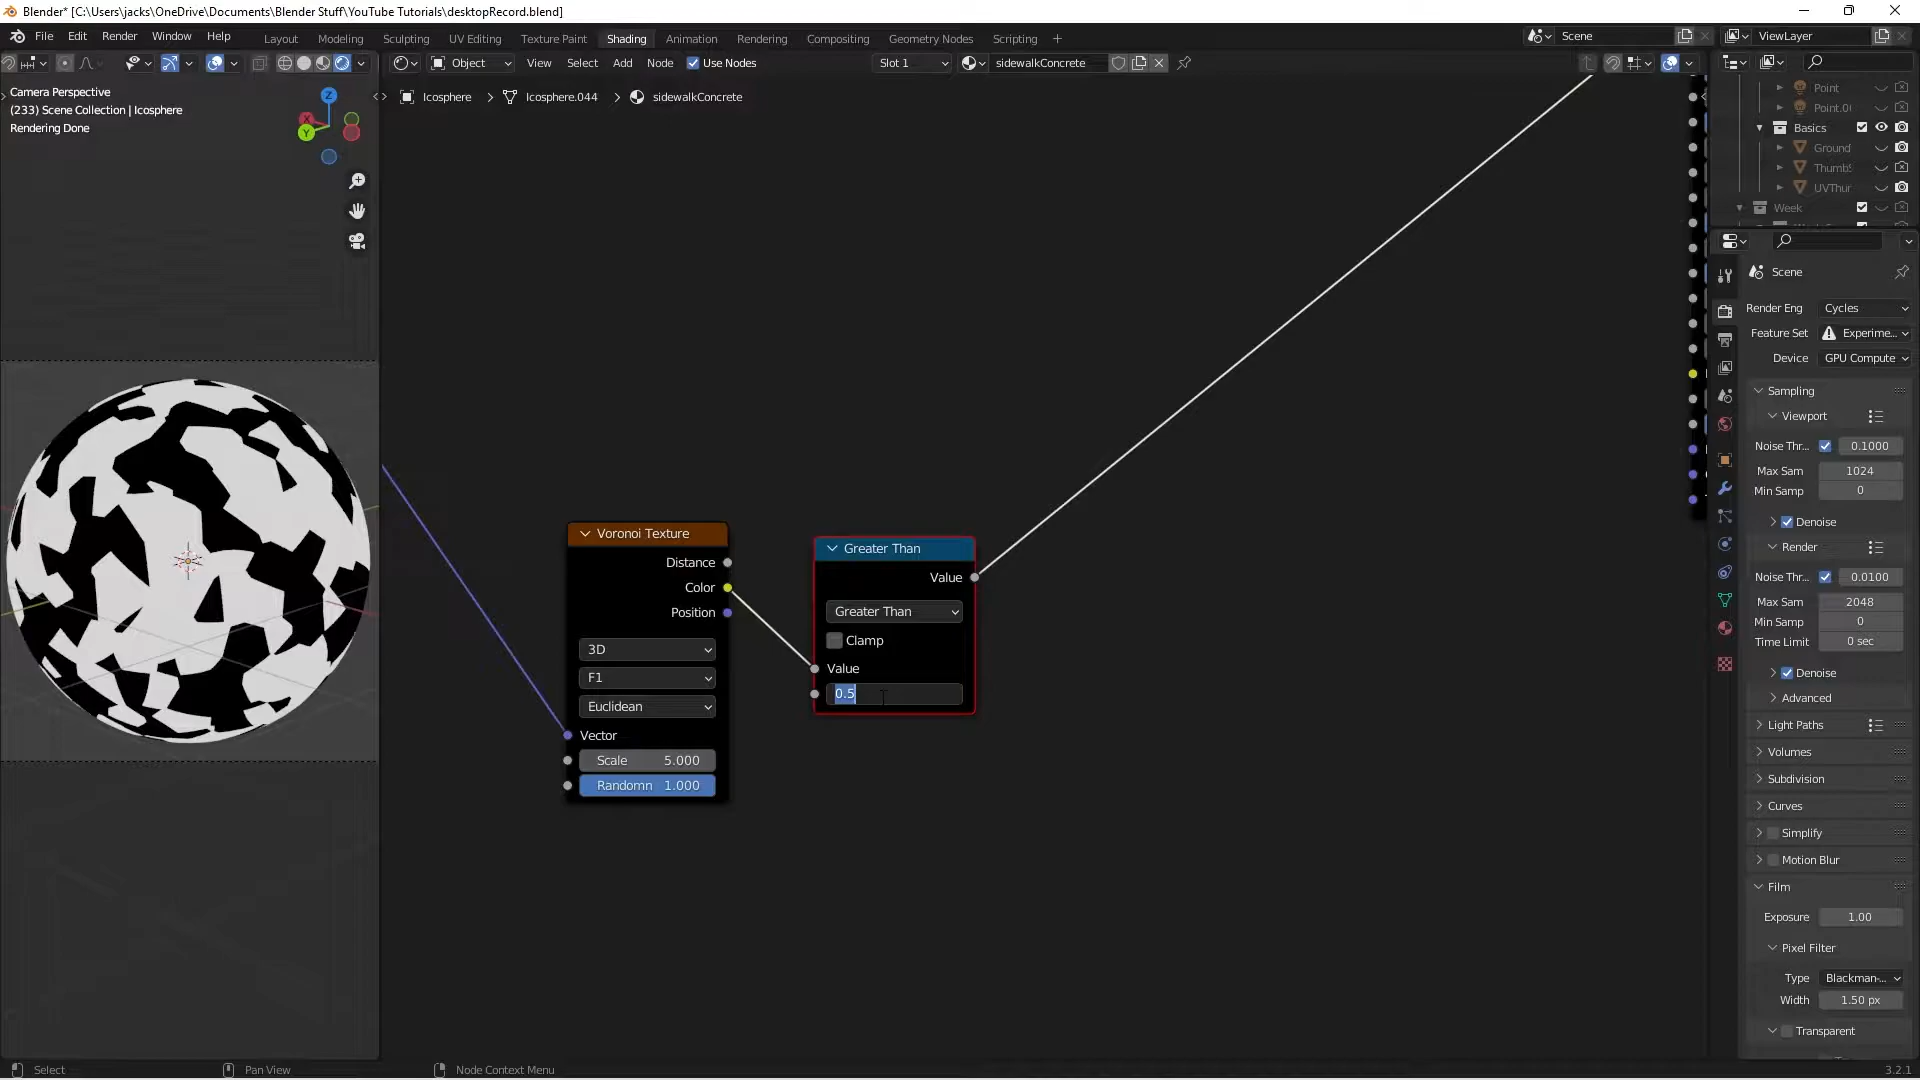 Blender* [C:\Users\jacks\OneDrive\Documents\Blender Stuff\YouTube Tutorials\desktopRecord.blend]
File Edit Render Window Help Layout Modeling Sculpting UV Editing Texture Paint Shading Animation Rendering Compositing Geometry Nodes Scripting + Scene ViewLayer
Object View Select Add Node Use Nodes Slot 1 sidewalkConcrete
Camera Perspective
(233) Scene Collection | Icosphere
Rendering Done
Z
X
Y
Icosphere > Icosphere.044 > sidewalkConcrete
Voronoi Texture
Distance
Color
Position
3D
F1
Euclidean
Vector
Scale 5.000
Randomn 1.000
Greater Than
Value
Greater Than
Clamp
Value
0.5
Point
Point.0
Basics
Ground
Thumb
UVThur
Week
Scene
Render Eng Cycles
Feature Set Experime...
Device GPU Compute
Sampling
Viewport
Noise Thr... 0.1000
Max Sam 1024
Min Samp 0
Denoise
Render
Noise Thr... 0.0100
Max Sam 2048
Min Samp 0
Time Limit 0 sec
Denoise
Advanced
Light Paths
Volumes
Subdivision
Curves
Simplify
Motion Blur
Film
Exposure 1.00
Pixel Filter
Type Blackman-...
Width 1.50 px
Transparent
Select Pan View Node Context Menu 3.2.1